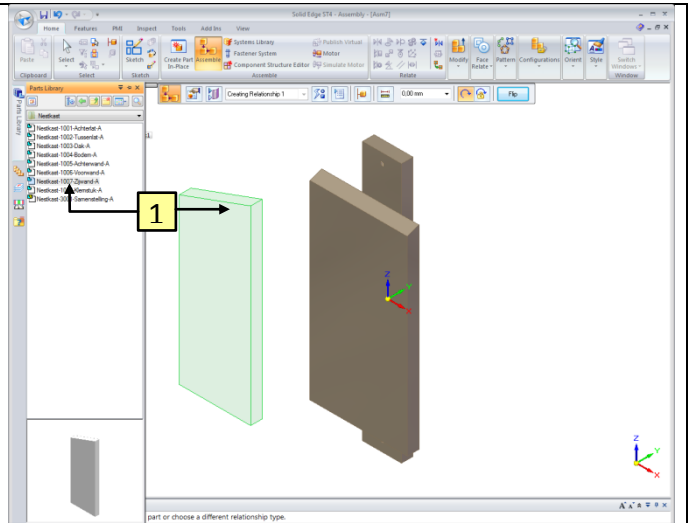 Solid Edge ST4 - Assembly - [Asm7]
Home Features PMI Inspect Tools Add Ins View
Paste
Select
Sketch
Create Part In-Place
Assemble
Systems Library
Fastener System
Component Structure Editor
Publish Virtual
Motor
Simulate Motor
Modify
Face Relate
Pattern
Configurations
Orient
Style
Switch Windows
Clipboard Select Sketch Assemble Relate Window
Parts Library
Creating Relationship 1
0,00 mm
Flip
Parts Library
Nestkast
Nestkast-1001-Achterlat-A
Nestkast-1002-Tussenlat-A
Nestkast-1003-Dak-A
Nestkast-1004-Bodem-A
Nestkast-1005-Achterwand-A
Nestkast-1006-Voorwand-A
Nestkast-1007-Zijwand-A
1
Z
Y
X
Z
Y
X
part or choose a different relationship type.